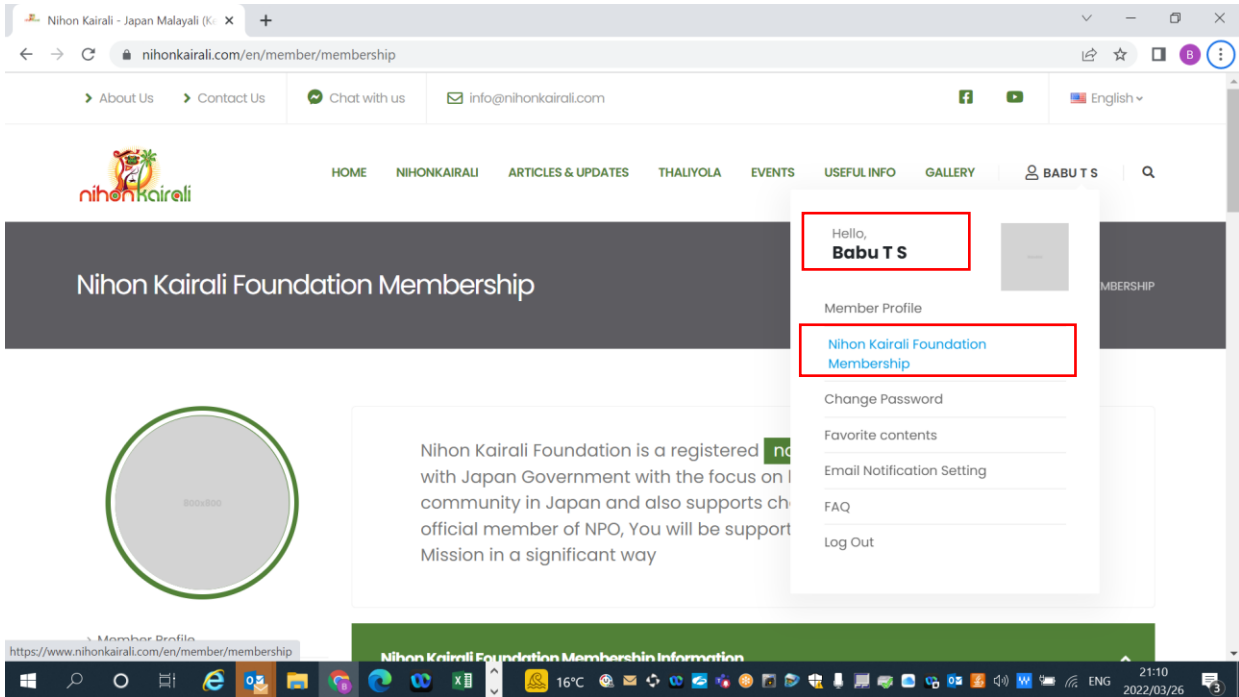 Nihon Kairali - Japan Malayali (Ke
nihonkairali.com/en/member/membership
B
About Us
Contact Us
Chat with us
info@nihonkairali.com
English
nihonkairali
HOME
NIHONKAIRALI
ARTICLES & UPDATES
THALIYOLA
EVENTS
USEFUL INFO
GALLERY
BABU T S
Hello,
Babu T S
Nihon Kairali Foundation Membership
MBERSHIP
Member Profile
Nihon Kairali Foundation
Membership
Change Password
Favorite contents
Email Notification Setting
FAQ
Log Out
800x800
Nihon Kairali Foundation is a registered
with Japan Government with the focus on
community in Japan and also supports
official member of NPO, You will be support
Mission in a significant way
Member Profile
https://www.nihonkairali.com/en/member/membership
Nihon Kairali Foundation Membership Information
16°C
ENG
21:10
2022/03/26
3